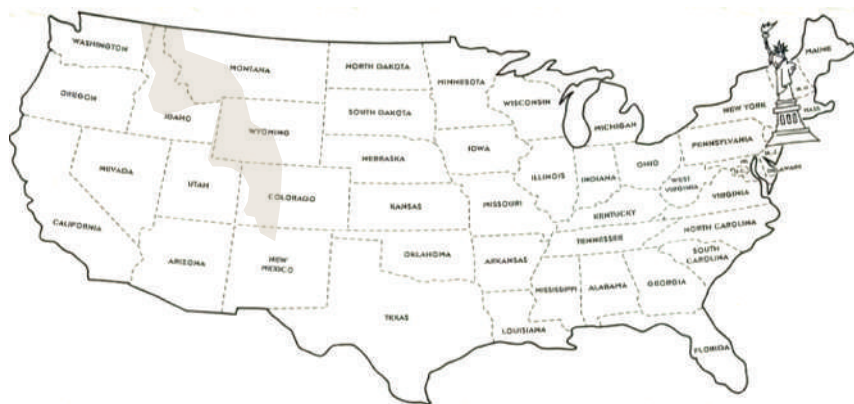 WASHINGTON
MONTANA
NORTH DAKOTA
MINNESOTA
MAINE
OREGON
IDAHO
WYOMING
SOUTH DAKOTA
WISCONSIN
MICHIGAN
NEW YORK
MASS
NEVADA
UTAH
COLORADO
NEBRASKA
IOWA
ILLINOIS
INDIANA
OHIO
PENNSYLVANIA
N.J.
DELAWARE
WEST
VIRGINIA
VIRGINIA
CALIFORNIA
KANSAS
MISSOURI
KENTUCKY
NORTH CAROLINA
TENNESSEE
SOUTH
CAROLINA
ARIZONA
NEW
MEXICO
OKLAHOMA
ARKANSAS
MISSISSIPPI
ALABAMA
GEORGIA
TEXAS
LOUISIANA
FLORIDA